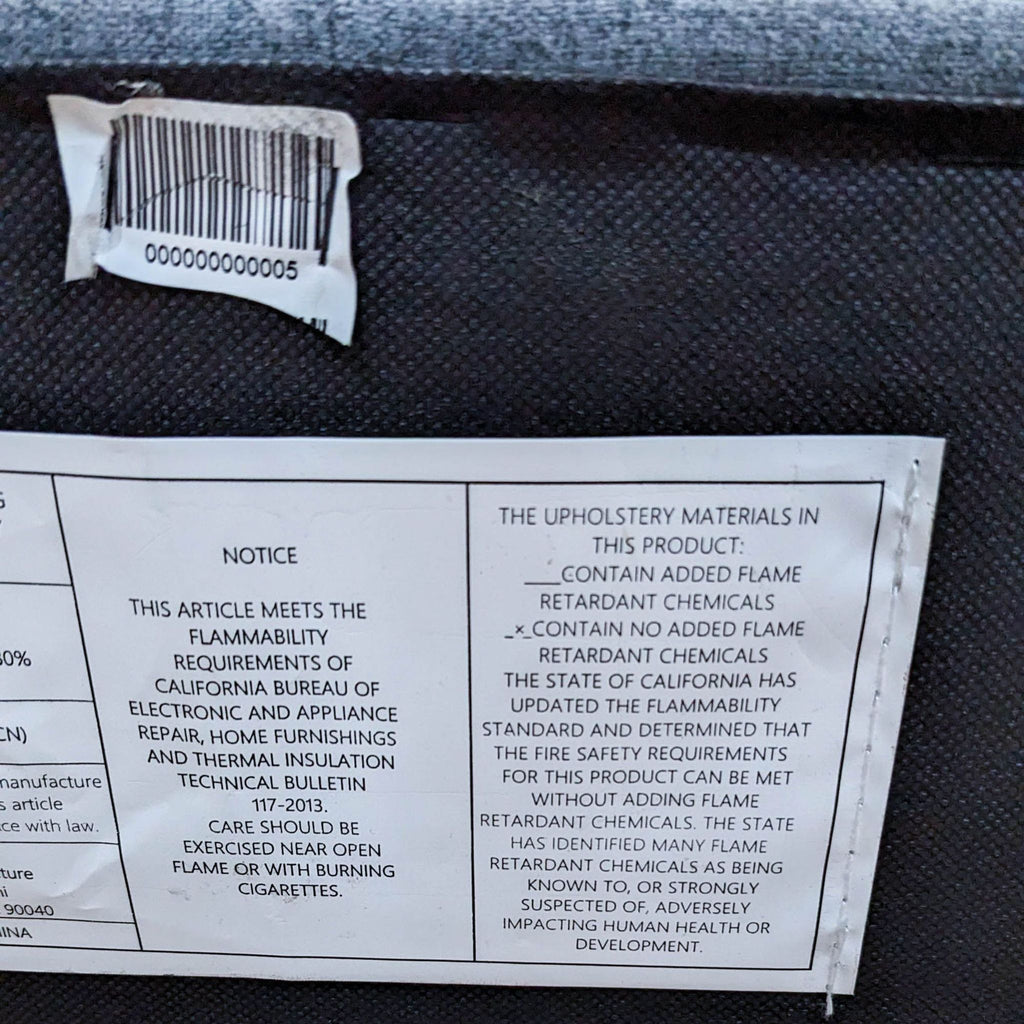 000000000005
NOTICE
THIS ARTICLE MEETS THE
FLAMMABILITY
REQUIREMENTS OF
CALIFORNIA BUREAU OF
ELECTRONIC AND APPLIANCE
REPAIR, HOME FURNISHINGS
AND THERMAL INSULATION
TECHNICAL BULLETIN
117-2013.
CARE SHOULD BE
EXERCISED NEAR OPEN
FLAME OR WITH BURNING
CIGARETTES.
THE UPHOLSTERY MATERIALS IN
THIS PRODUCT:
___CONTAIN ADDED FLAME
RETARDANT CHEMICALS
_×_CONTAIN NO ADDED FLAME
RETARDANT CHEMICALS
THE STATE OF CALIFORNIA HAS
UPDATED THE FLAMMABILITY
STANDARD AND DETERMINED THAT
THE FIRE SAFETY REQUIREMENTS
FOR THIS PRODUCT CAN BE MET
WITHOUT ADDING FLAME
RETARDANT CHEMICALS. THE STATE
HAS IDENTIFIED MANY FLAME
RETARDANT CHEMICALS AS BEING
KNOWN TO, OR STRONGLY
SUSPECTED OF, ADVERSELY
IMPACTING HUMAN HEALTH OR
DEVELOPMENT.
CN)
manufacture
article
with law.
90040